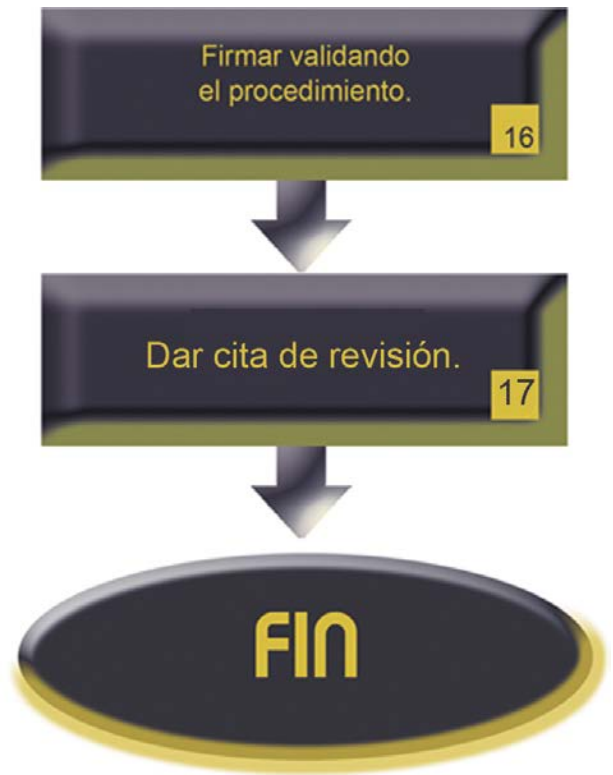 Firmar validando
el procedimiento.
16
Dar cita de revisión.
17
FIN